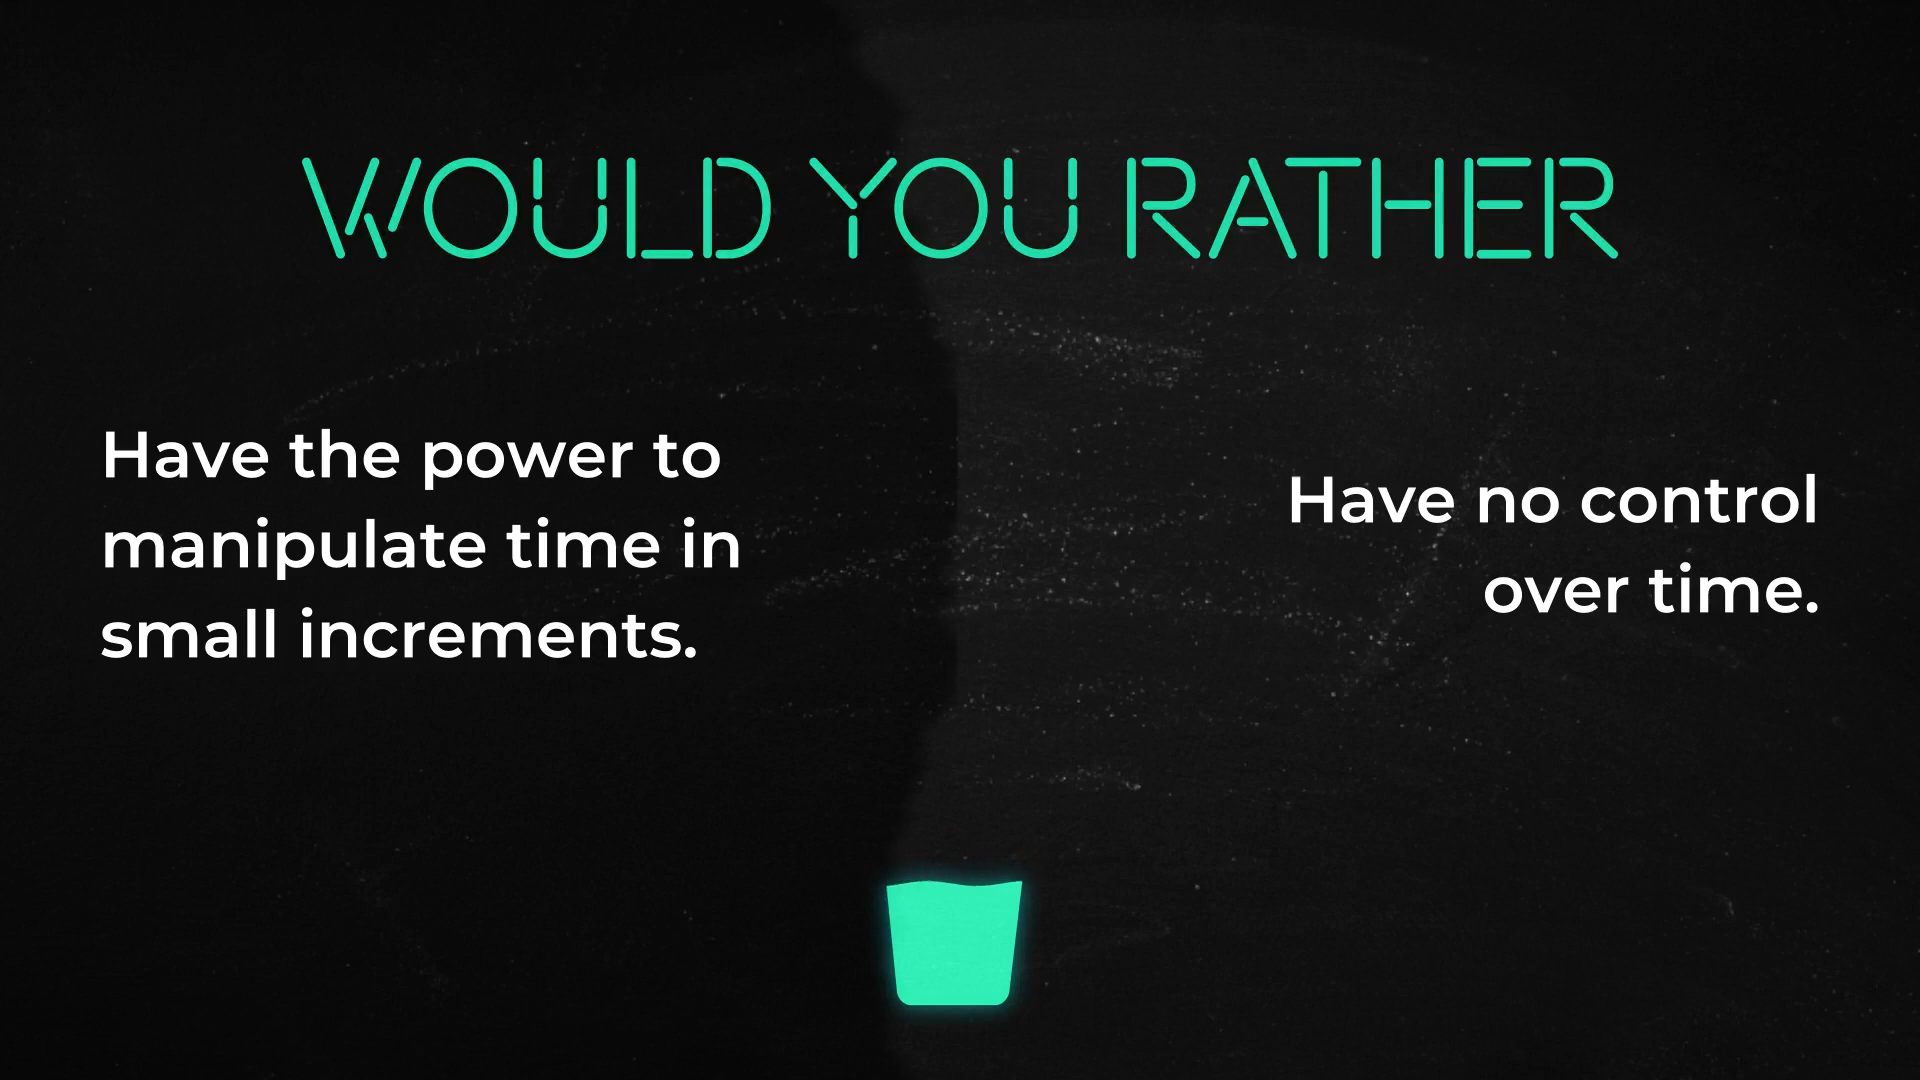 WOULD YOU RATHER
Have the power to
manipulate time in
small increments.
Have no control
over time.